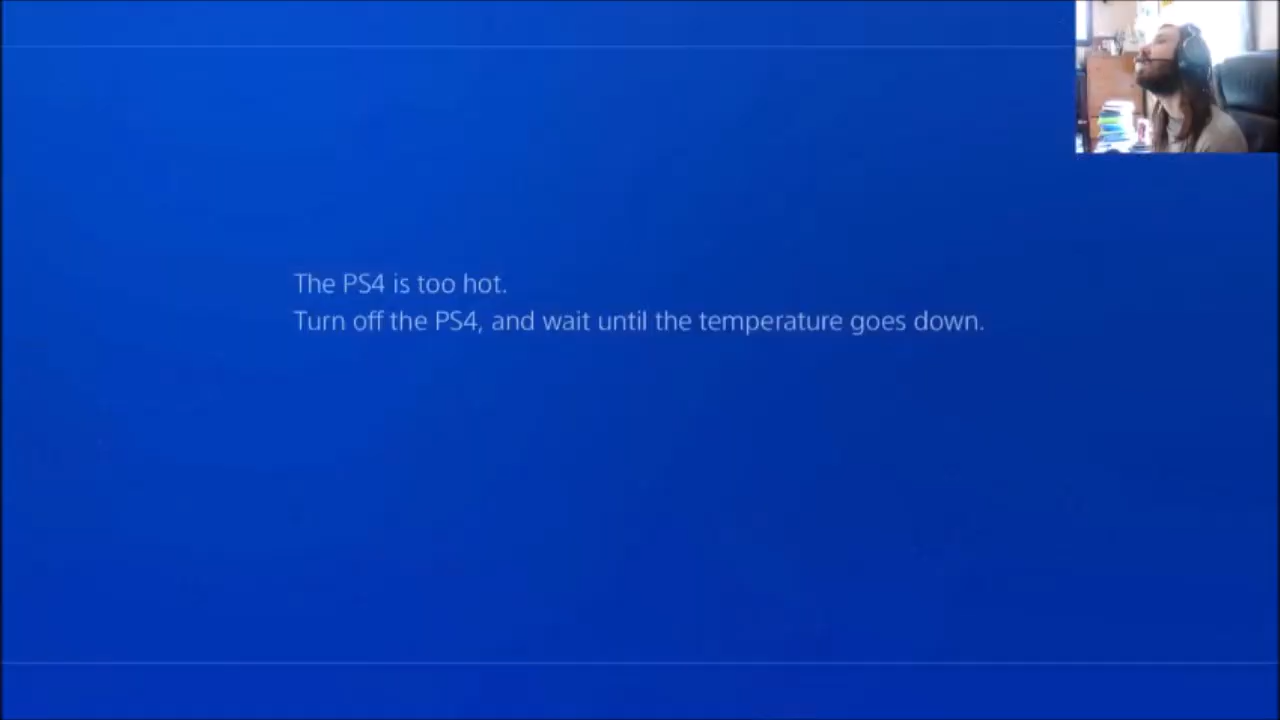 The PS4 is too hot.
Turn off the PS4, and wait until the temperature goes down.